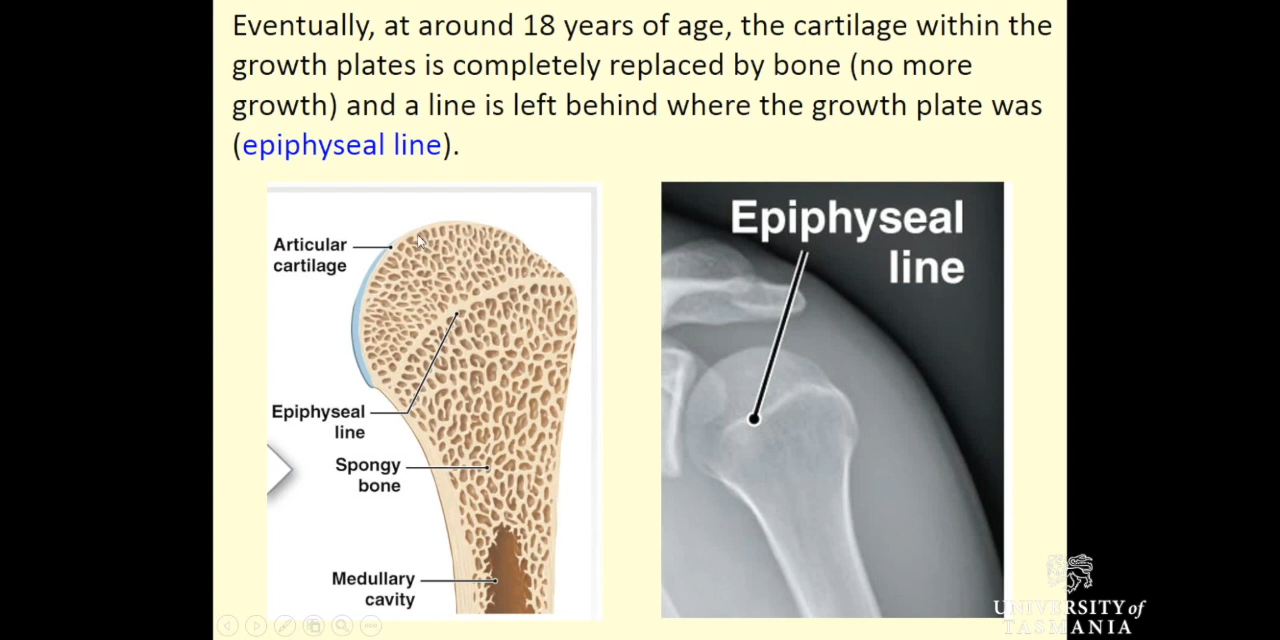 Eventually, at around 18 years of age, the cartilage within the
growth plates is completely replaced by bone (no more
growth) and a line is left behind where the growth plate was
(epiphyseal line).
Articular
cartilage
Epiphyseal
line
Spongy
bone
Medullary
cavity
Epiphyseal
line
UNIVERSITY of
TASMANIA